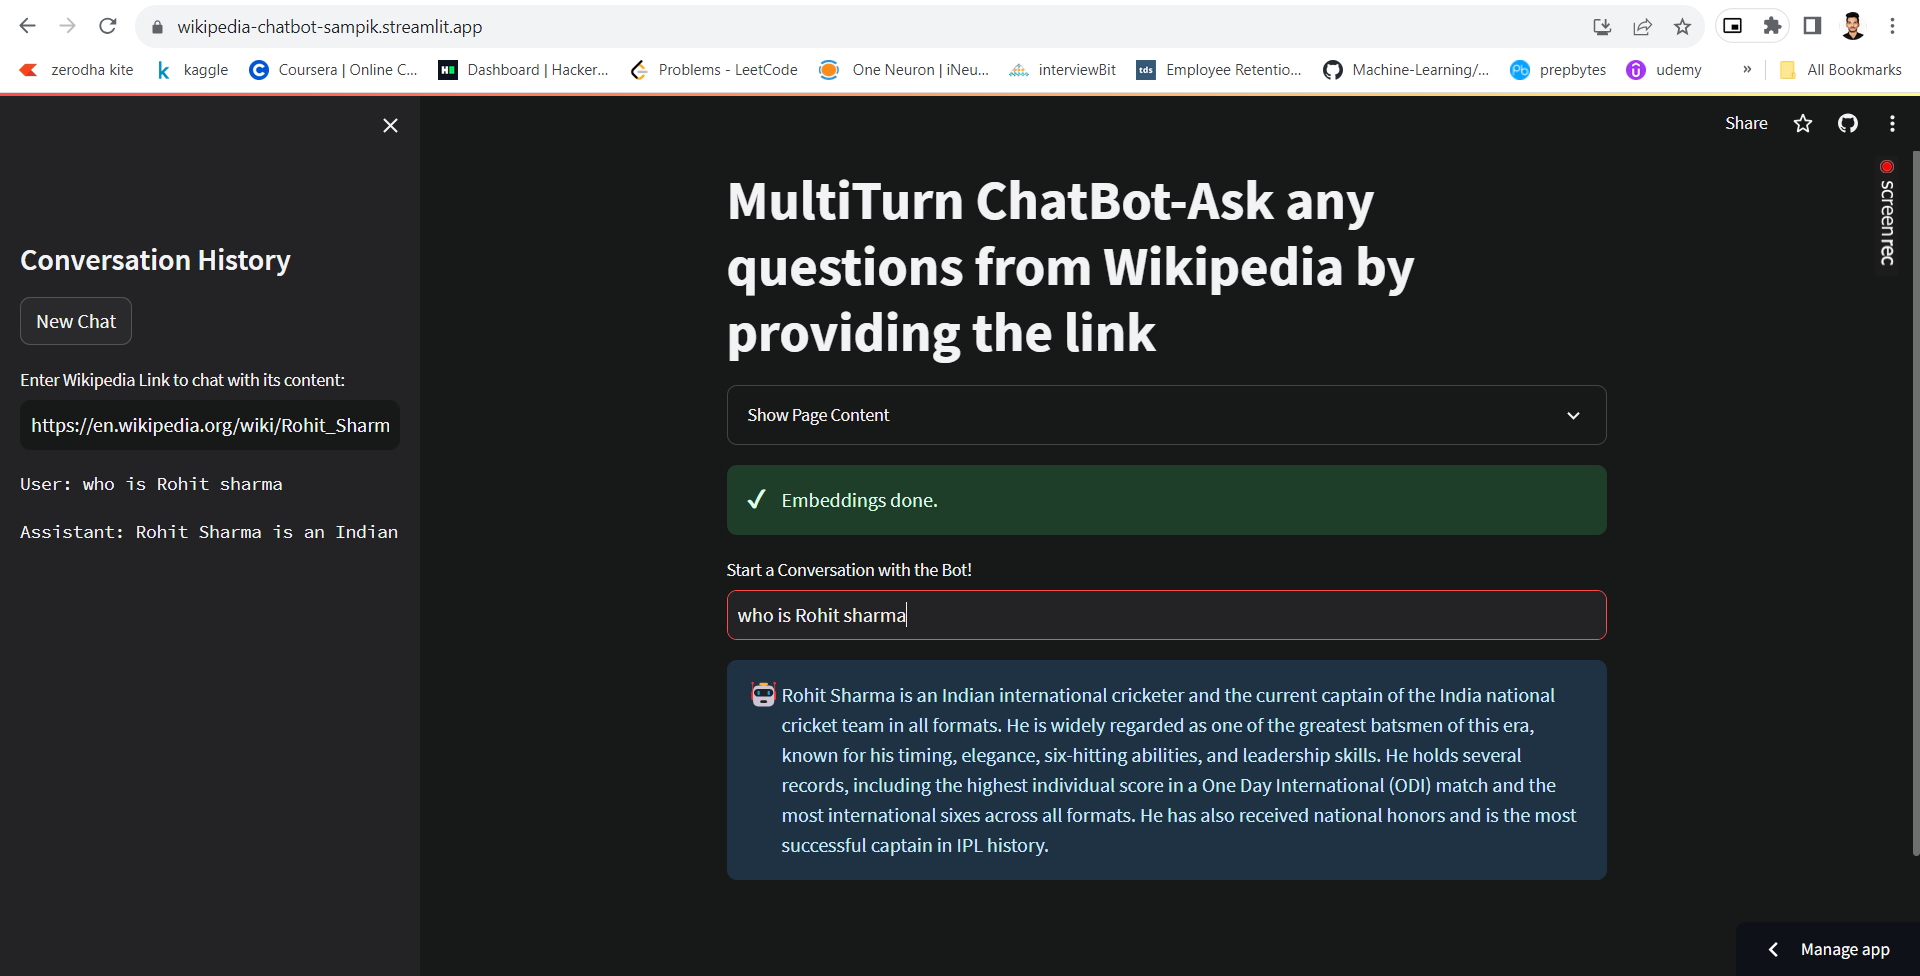 wikipedia-chatbot-sampik.streamlit.app
zerodha kite
kaggle
Coursera | Online C...
Dashboard | Hacker...
Problems - LeetCode
One Neuron | iNeu...
interviewBit
tds
Employee Retentio...
Machine-Learning/...
Pb
prepbytes
udemy
»
All Bookmarks
Share
screenrec
Conversation History
New Chat
Enter Wikipedia Link to chat with its content:
https://en.wikipedia.org/wiki/Rohit_Sharm
User: who is Rohit sharma
Assistant: Rohit Sharma is an Indian
MultiTurn ChatBot-Ask any
questions from Wikipedia by
providing the link
Show Page Content
Embeddings done.
Start a Conversation with the Bot!
who is Rohit sharma
Rohit Sharma is an Indian international cricketer and the current captain of the India national
cricket team in all formats. He is widely regarded as one of the greatest batsmen of this era,
known for his timing, elegance, six-hitting abilities, and leadership skills. He holds several
records, including the highest individual score in a One Day International (ODI) match and the
most international sixes across all formats. He has also received national honors and is the most
successful captain in IPL history.
Manage app